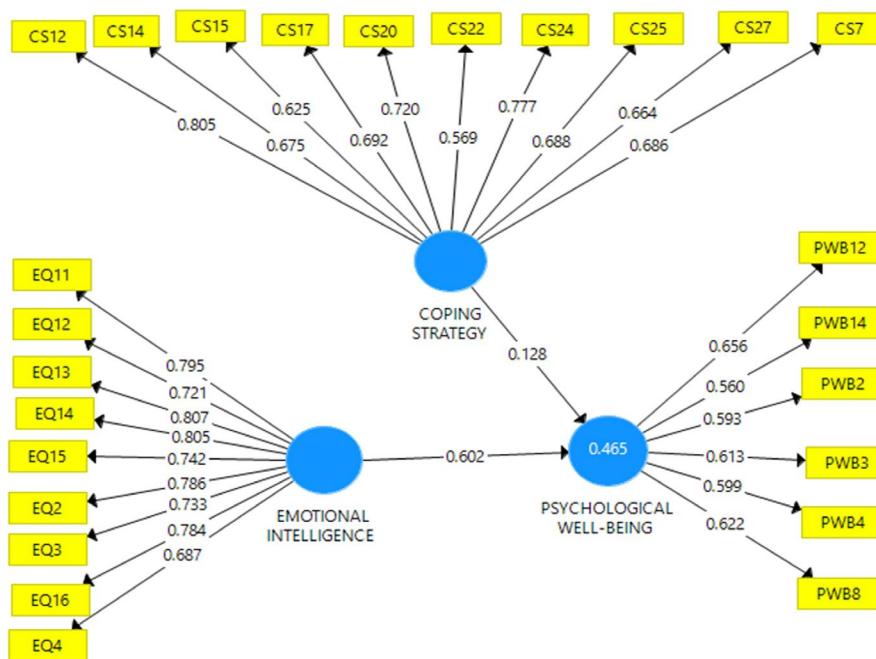 CS12
CS14
CS15
CS17
CS20
CS22
CS24
CS25
CS27
CS7
0.805
0.675
0.625
0.692
0.720
0.569
0.777
0.688
0.664
0.686
COPING
STRATEGY
0.128
EQ11
EQ12
EQ13
EQ14
EQ15
EQ2
EQ3
EQ16
EQ4
0.795
0.721
0.807
0.805
0.742
0.786
0.733
0.784
0.687
EMOTIONAL
INTELLIGENCE
0.602
0.465
PSYCHOLOGICAL
WELL-BEING
0.656
0.560
0.593
0.613
0.599
0.622
PWB12
PWB14
PWB2
PWB3
PWB4
PWB8